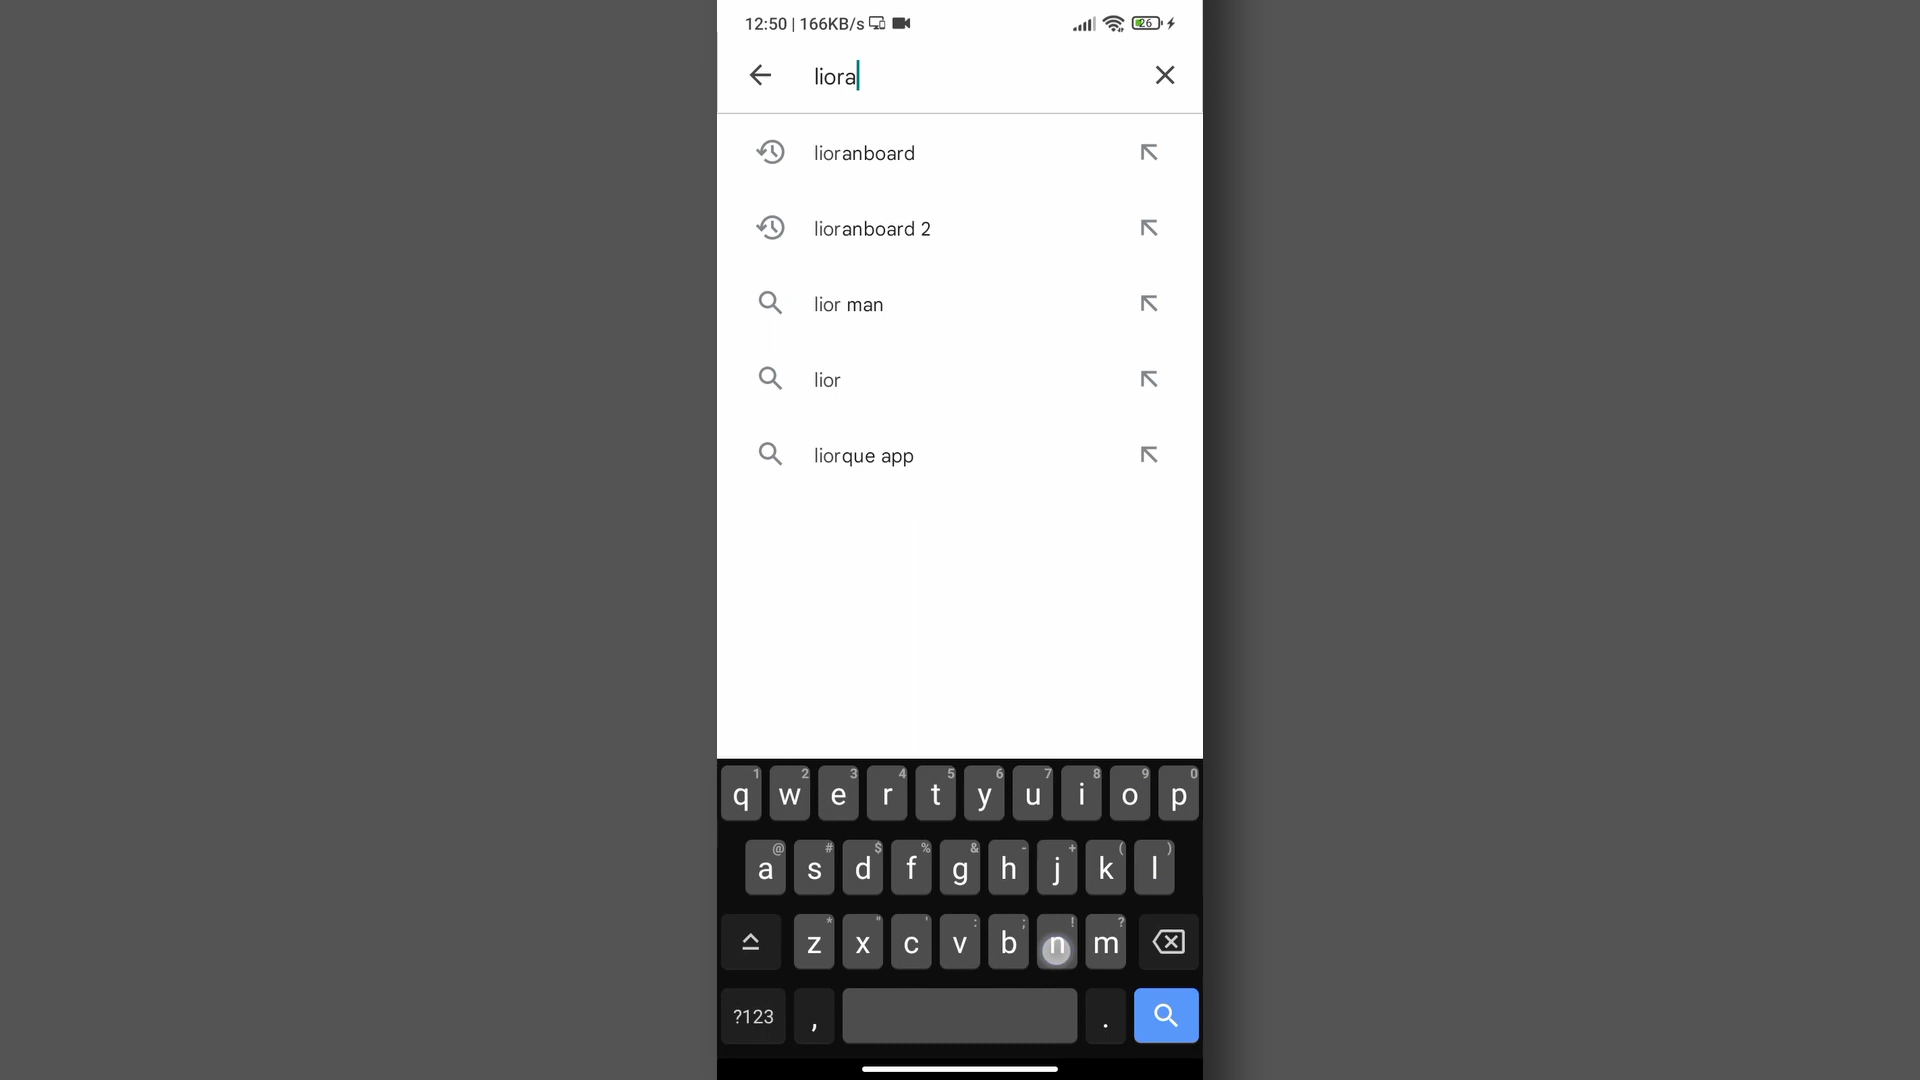 12:50 | 166KB/s 26
liora
lioranboard
lioranboard 2
lior man
lior
liorque app
1 2 3 4 5 6 7 8 9 0
q w e r t y u i o p
@ # $ % & - + ( )
a s d f g h j k l
* " ' : ; ! ?
z x c v b n m
?123 , .